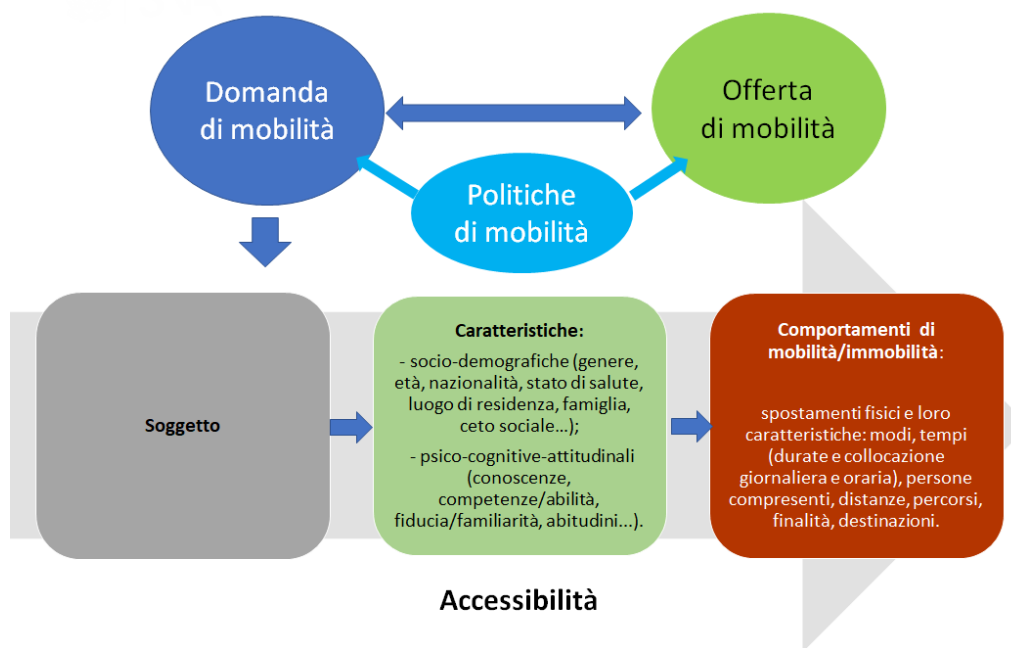 Domanda
di mobilità
Offerta
di mobilità
Politiche
di mobilità
Soggetto
Caratteristiche:
- socio-demografiche (genere,
età, nazionalità, stato di salute,
luogo di residenza, famiglia,
ceto sociale...);
- psico-cognitive-attitudinali
(conoscenze,
competenze/abilità,
fiducia/familiarità, abitudini...).
Comportamenti di
mobilità/immobilità:
spostamenti fisici e loro
caratteristiche: modi, tempi
(durate e collocazione
giornaliera e oraria), persone
compresenti, distanze, percorsi,
finalità, destinazioni.
Accessibilità